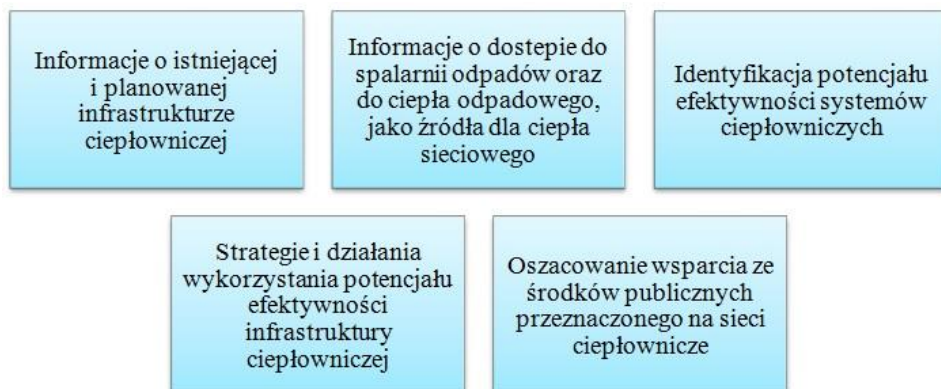 Informacje o istniejącej
i planowanej
infrastrukturze
ciepłowniczej
Informacje o dostepie do
spalarnii odpadów oraz
do ciepła odpadowego,
jako źródła dla ciepła
sieciowego
Identyfikacja potencjału
efektywności systemów
ciepłowniczych
Strategie i działania
wykorzystania potencjału
efektywności
infrastruktury
ciepłowniczej
Oszacowanie wsparcia ze
środków publicznych
przeznaczonego na sieci
ciepłownicze